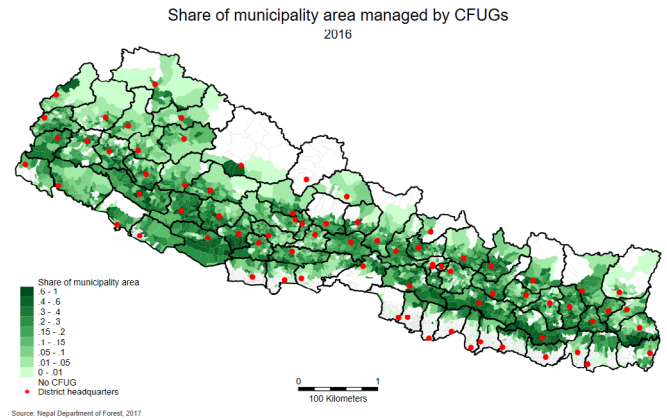 Share of municipality area managed by CFUGs
2016
Share of municipality area
.6 - 1
.4 - .6
.3 - .4
.2 - .3
.15 - .2
.1 - .15
.05 - .1
.01 - .05
0 - .01
No CFUG
District headquarters
0 1
100 Kilometers
Source: Nepal Department of Forest, 2017